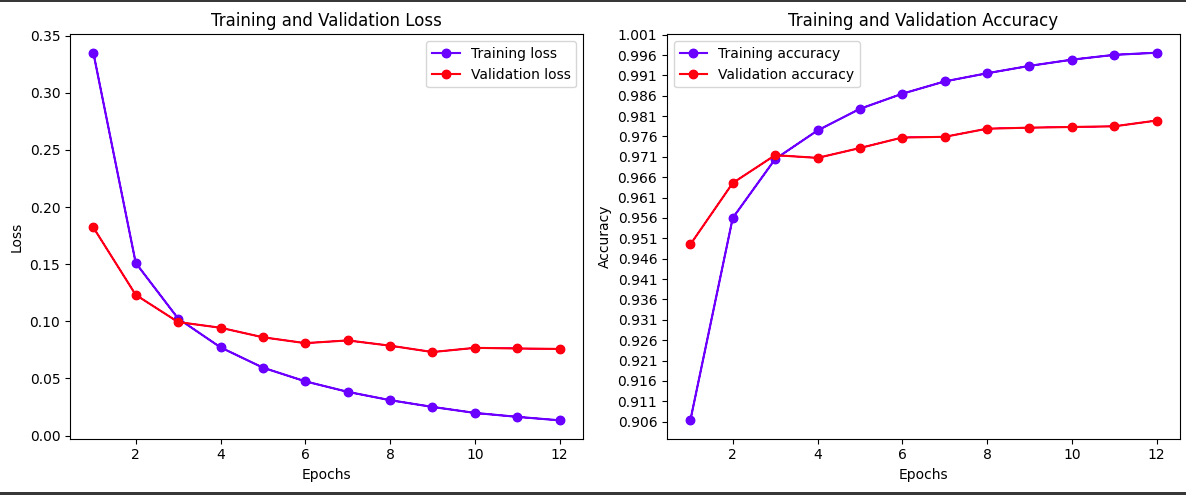 Training and Validation Loss
Training loss
Validation loss
0.35
0.30
0.25
0.20
0.15
0.10
0.05
0.00
Loss
2 4 6 8 10 12
Epochs
Training and Validation Accuracy
Training accuracy
Validation accuracy
1.001
0.996
0.991
0.986
0.981
0.976
0.971
0.966
0.961
0.956
0.951
0.946
0.941
0.936
0.931
0.926
0.921
0.916
0.911
0.906
Accuracy
2 4 6 8 10 12
Epochs